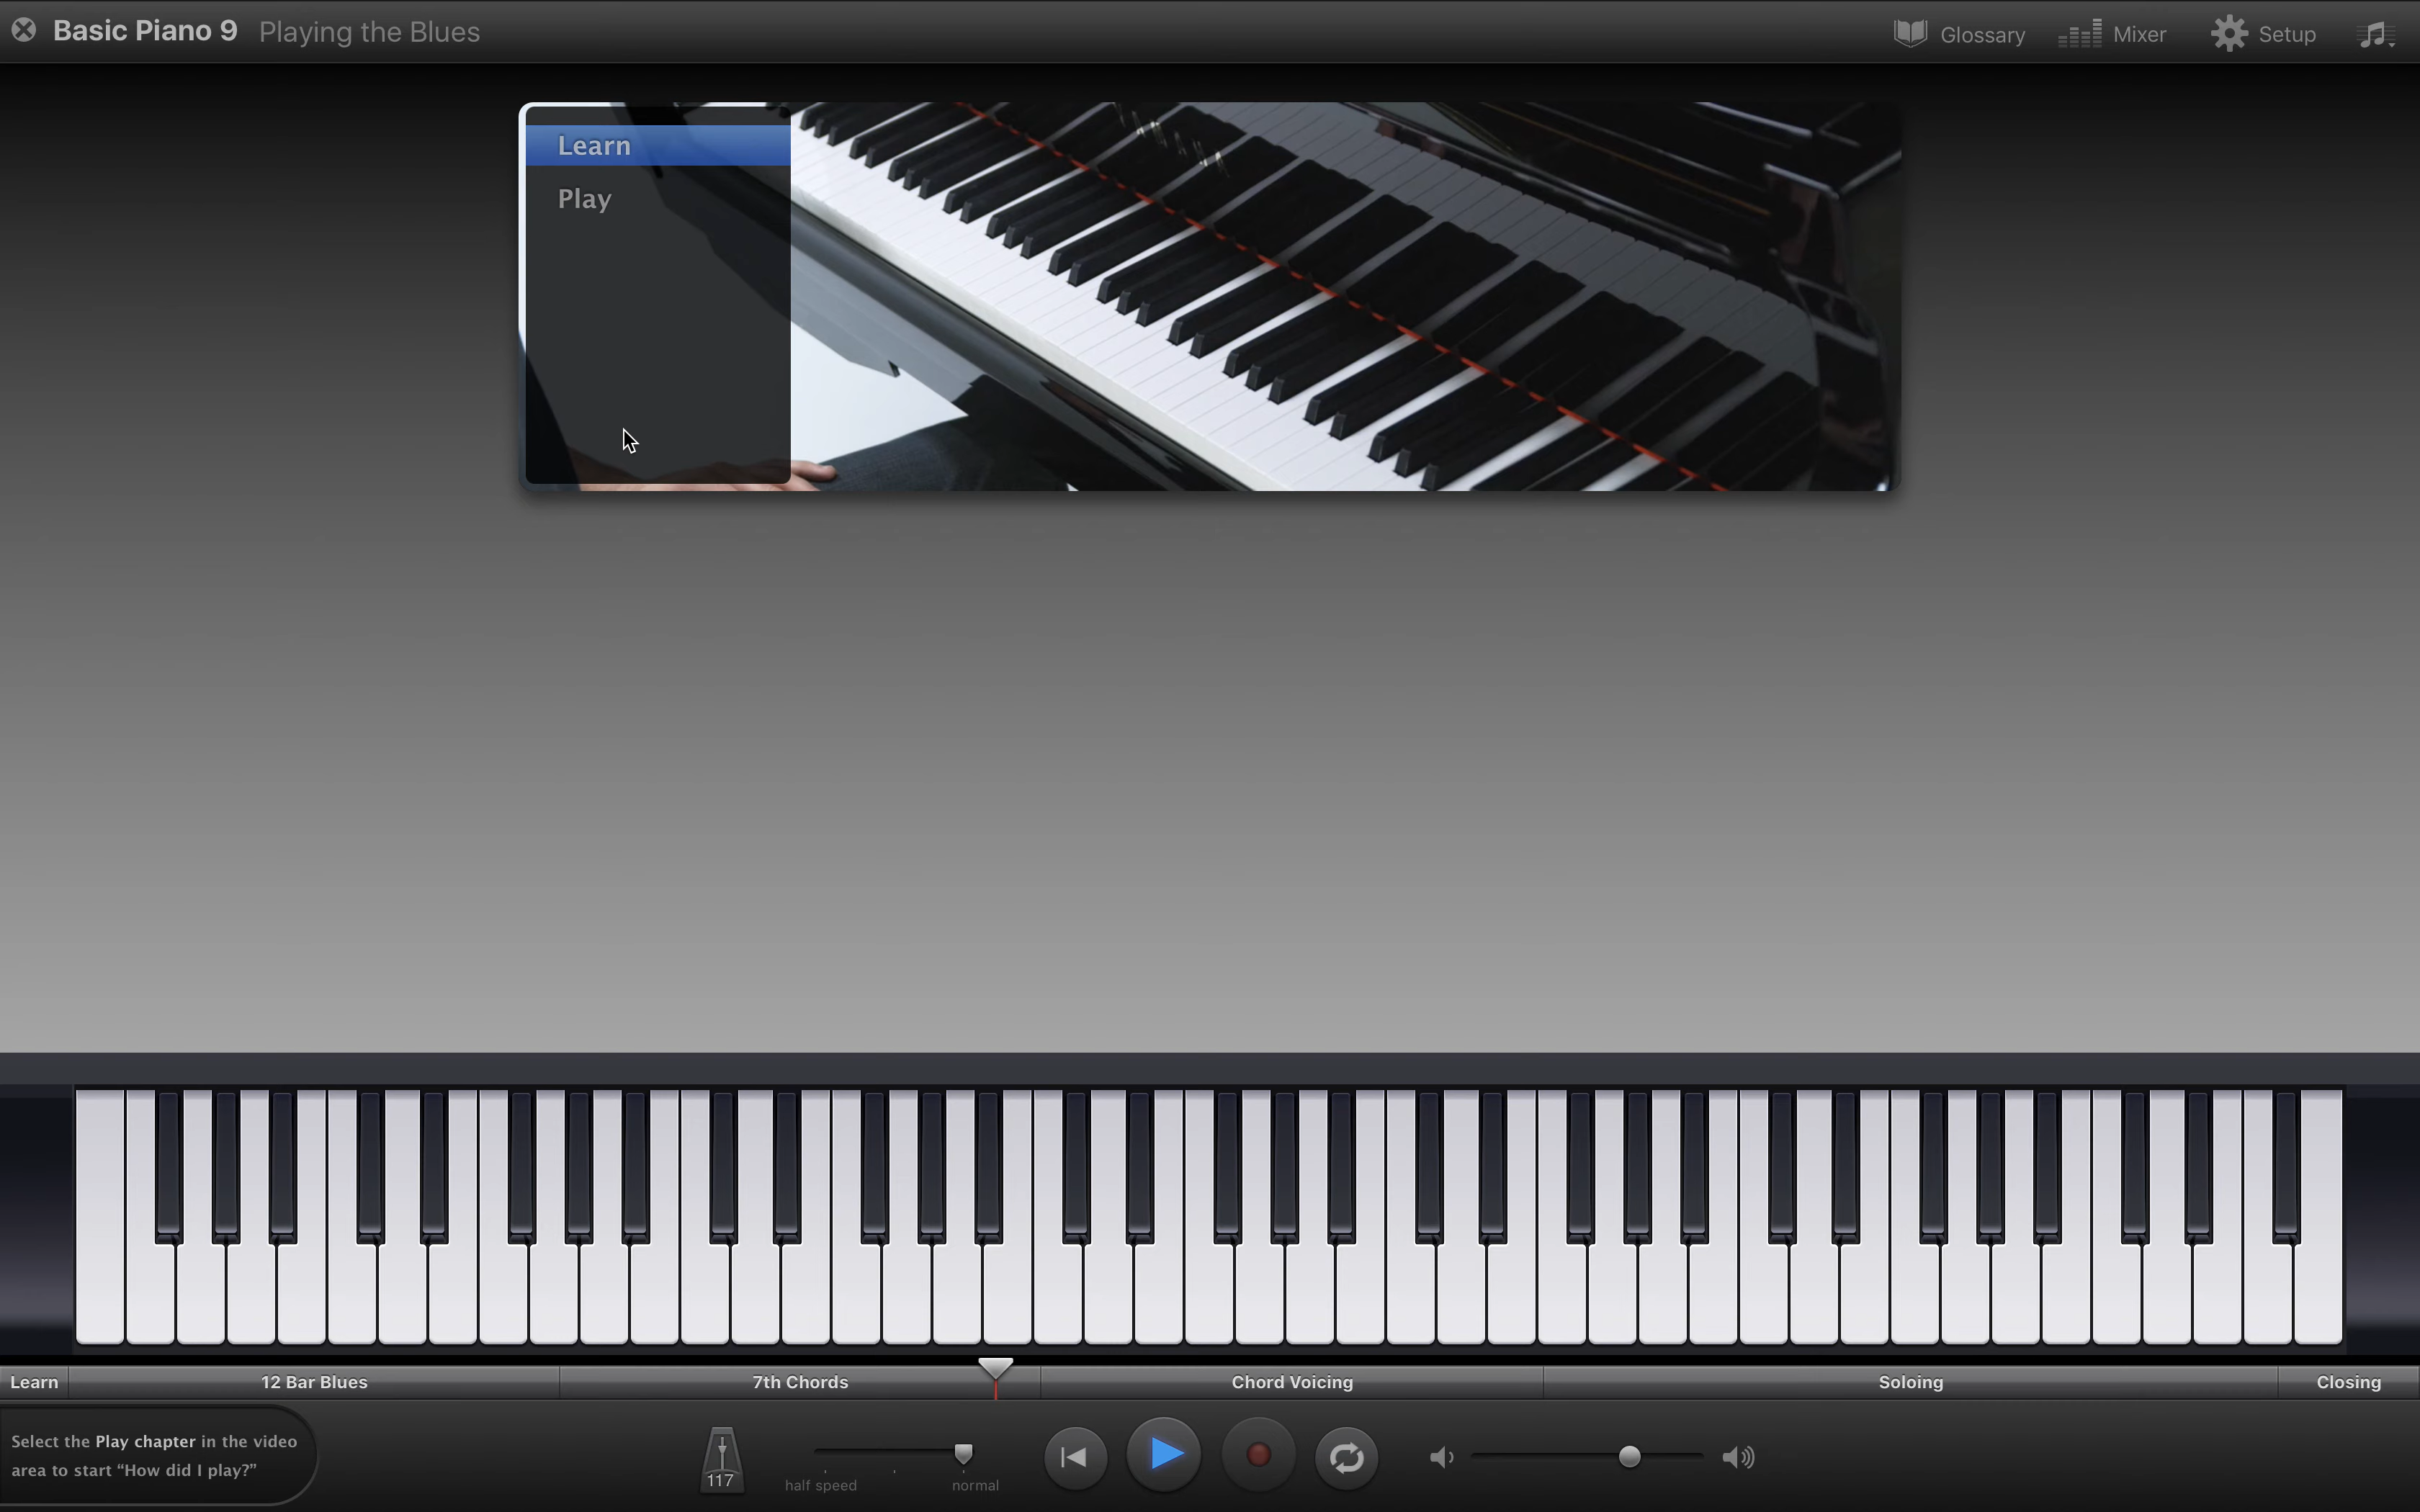 Basic Piano 9 Playing the Blues Glossary Mixer Setup
Learn
Play
Learn 12 Bar Blues 7th Chords Chord Voicing Soloing Closing
Select the Play chapter in the video
area to start “How did I play?”
117
half speed normal